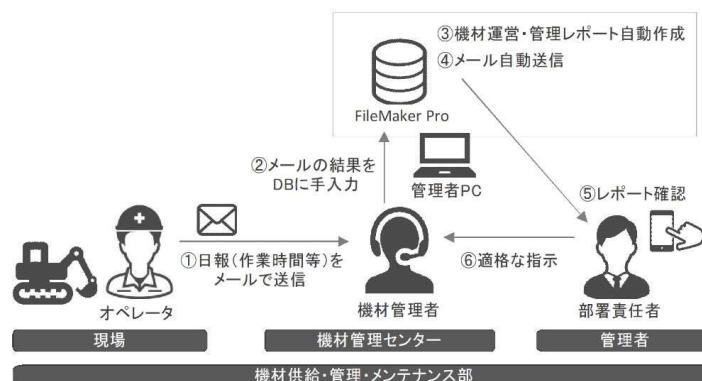 ③機材運営・管理レポート自動作成
④メール自動送信
FileMaker Pro
②メールの結果を
DBに手入力
管理者PC
⑤レポート確認
①日報(作業時間等)を
メールで送信
⑥適格な指示
オペレータ
機材管理者
部署責任者
現場
機材管理センター
管理者
機材供給・管理・メンテナンス部